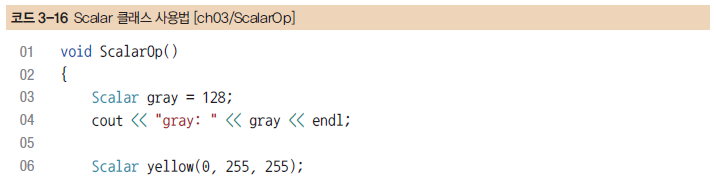 코드 3-16 Scalar 클래스 사용법 [ch03/ScalarOp]
01 void ScalarOp()
02 {
03 Scalar gray = 128;
04 cout << "gray: " << gray << endl;
05
06 Scalar yellow(0, 255, 255);